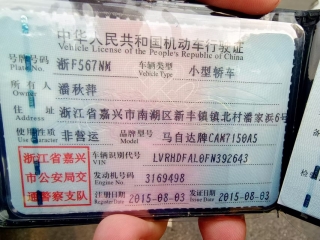 中华人民共和国机动车行驶证
Vehicle License of the People's Republic of China
号牌号码 Plate No. 浙F567NM 车辆类型 Vehicle Type 小型轿车
所有人 Owner 潘秋萍
住址 Address 浙江省嘉兴市南湖区新丰镇镇北村潘家浜6号
使用性质 Use Character 非营运 品牌型号 Model 马自达牌CAM7150A5
浙江省嘉兴市公安局交通警察支队
车辆识别代号 VIN LVRHDFAL0FN392643
发动机号码 Engine No. 3169498
注册日期 Register Date 2015-08-03 发证日期 Issue Date 2015-08-03